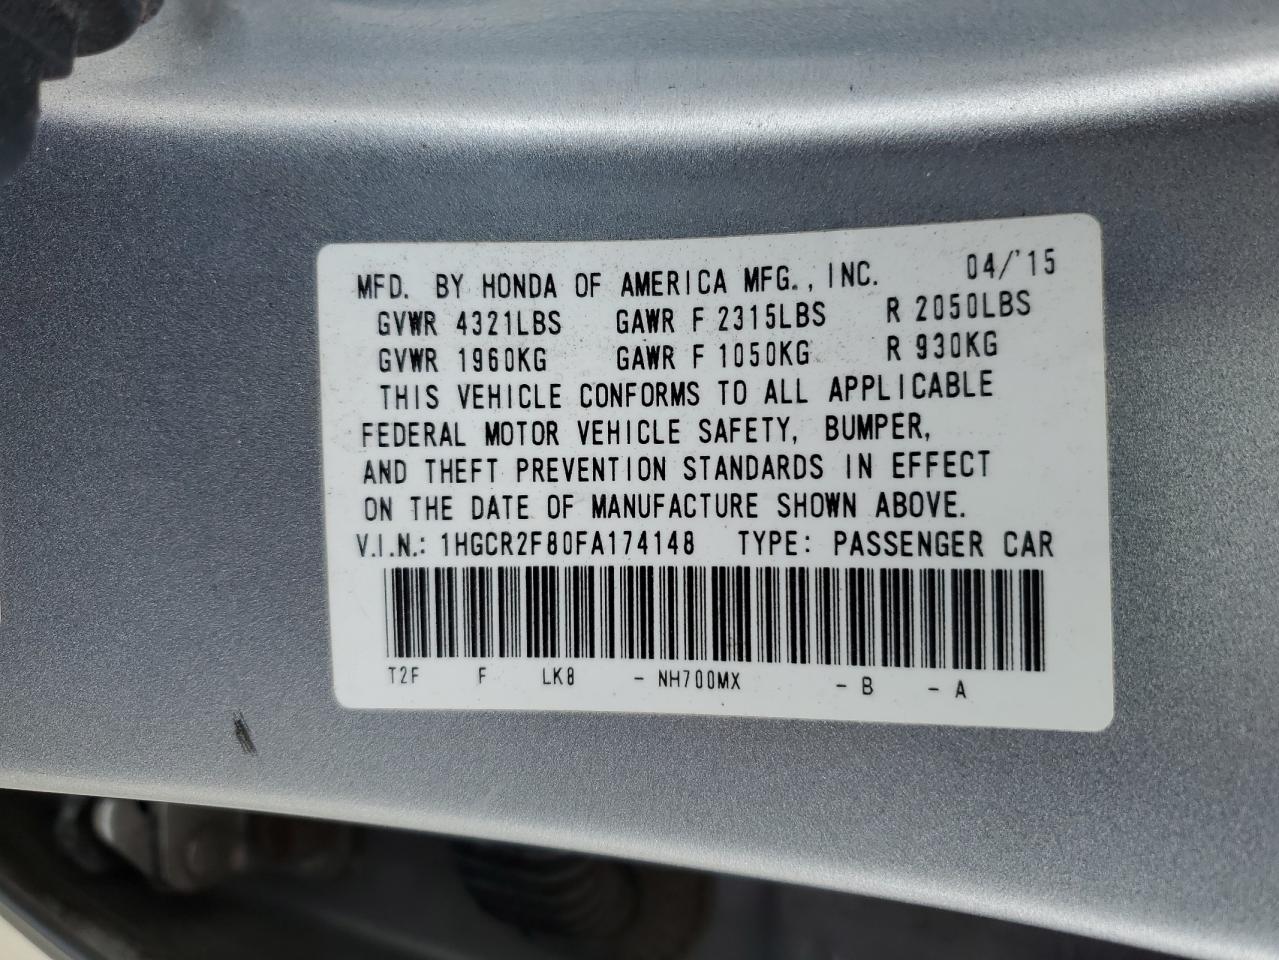 MFD. BY HONDA OF AMERICA MFG., INC. 04/'15
GVWR 4321LBS GAWR F 2315LBS R 2050LBS
GVWR 1960KG GAWR F 1050KG R 930KG
THIS VEHICLE CONFORMS TO ALL APPLICABLE
FEDERAL MOTOR VEHICLE SAFETY, BUMPER,
AND THEFT PREVENTION STANDARDS IN EFFECT
ON THE DATE OF MANUFACTURE SHOWN ABOVE.
V.I.N.: 1HGCR2F80FA174148 TYPE: PASSENGER CAR
T2F F LK8 - NH700MX - B - A